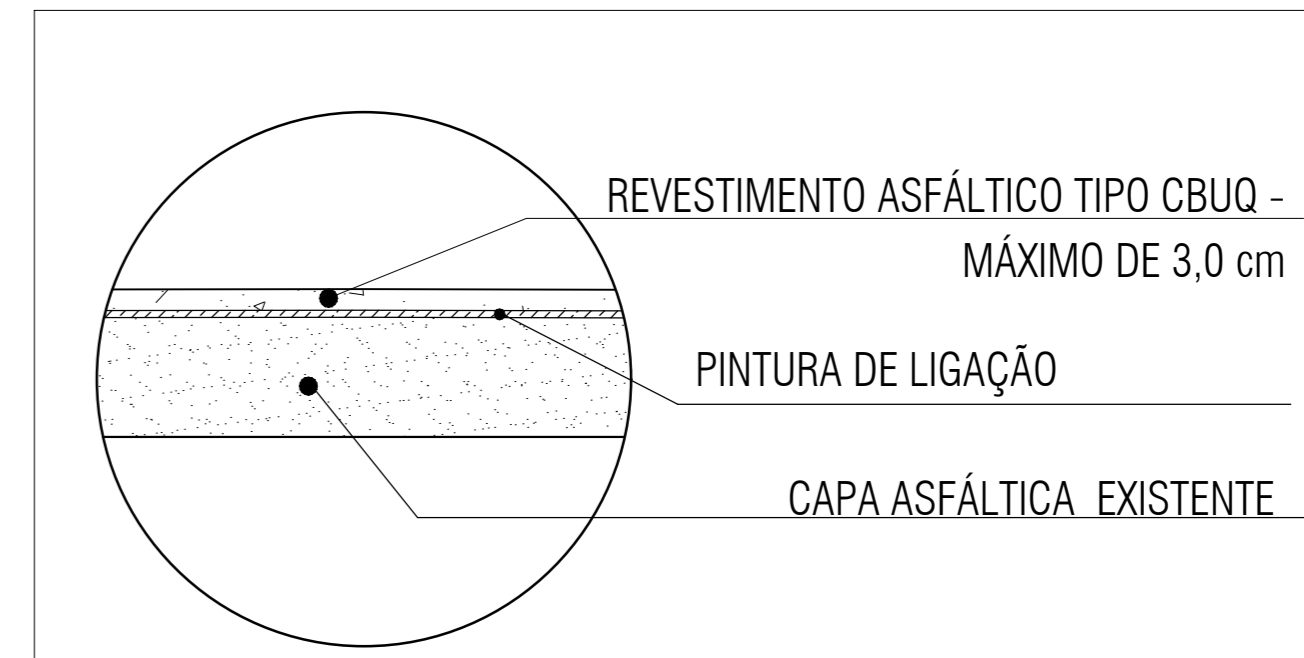 REVESTIMENTO ASFÁLTICO TIPO CBUQ -
MÁXIMO DE 3,0 cm
PINTURA DE LIGAÇÃO
CAPA ASFÁLTICA EXISTENTE